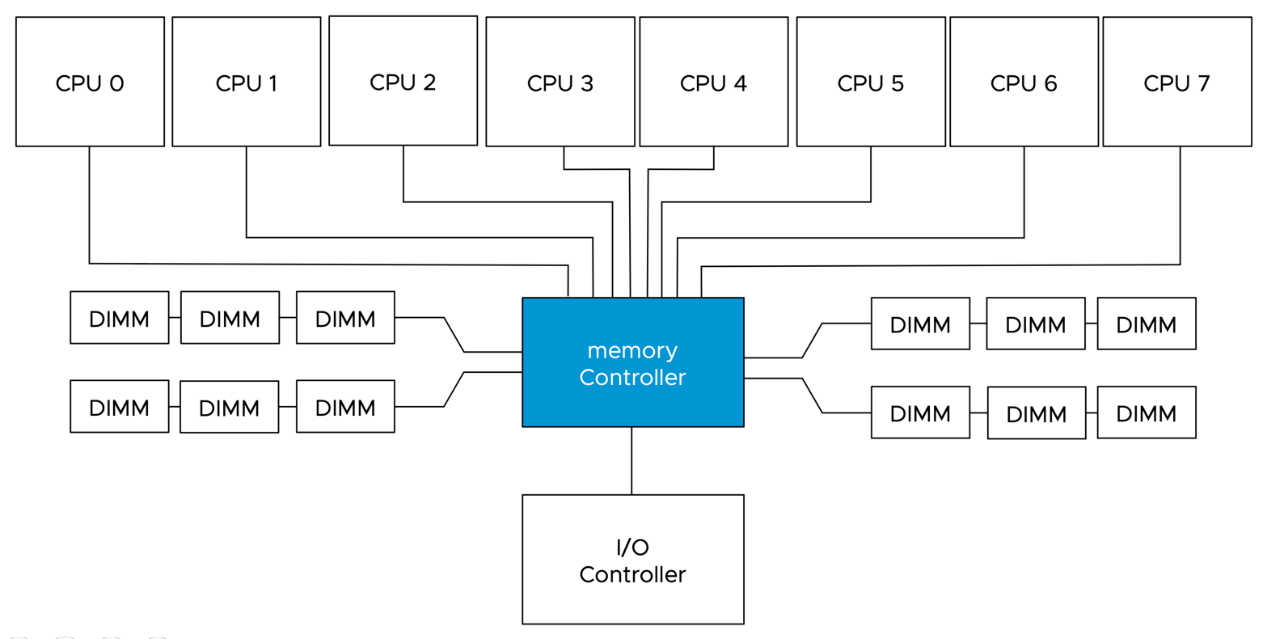 CPU 0
CPU 1
CPU 2
CPU 3
CPU 4
CPU 5
CPU 6
CPU 7
DIMM
DIMM
DIMM
DIMM
DIMM
DIMM
memory
Controller
DIMM
DIMM
DIMM
DIMM
DIMM
DIMM
I/O
Controller